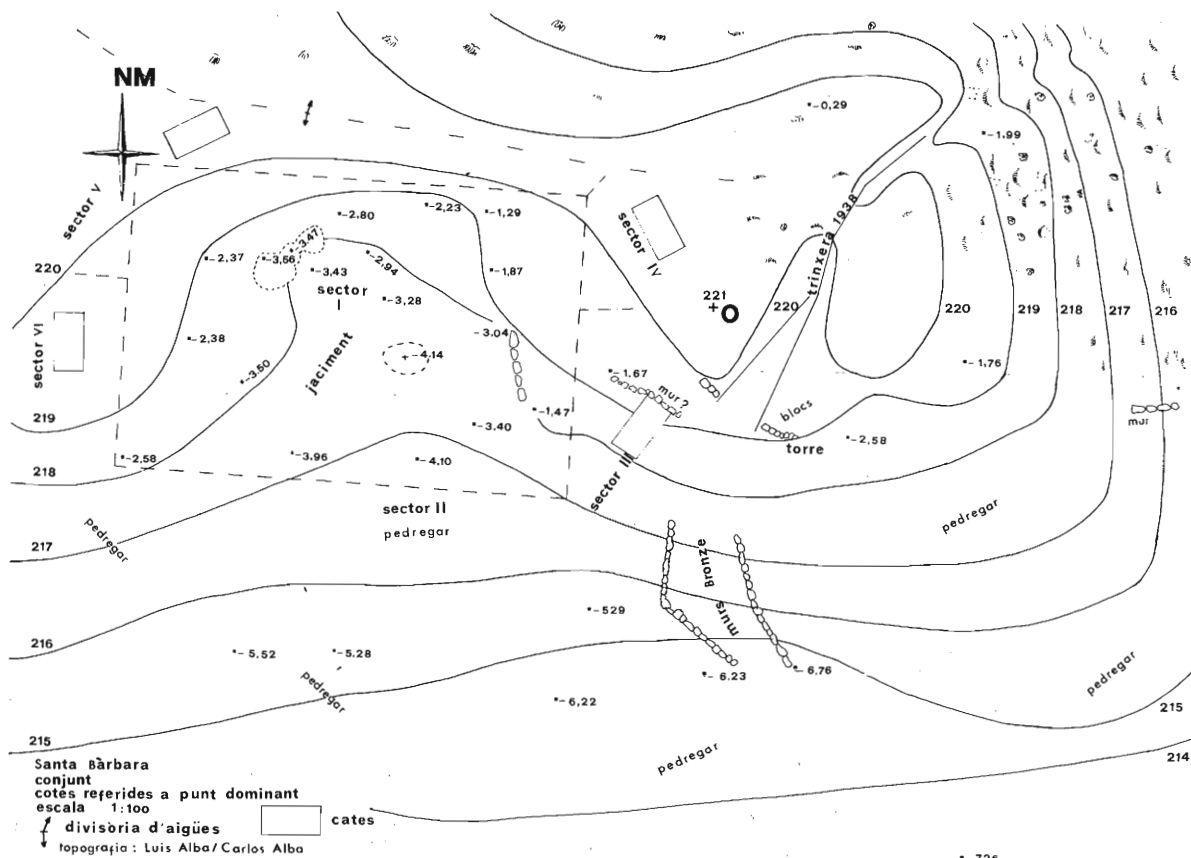 NM
-0,29
-1,99
sector V
-2.80
-2,23
-1,29
-3,47
-2,37
-3,66
-3,43
-2,94
-1,87
sector IV
trinxera 1938
220
sector
I
-3,28
221
O
220
220
219
218
217
216
sector VI
-2,38
-3.04
-4,14
-1,76
jaciment
-3.50
-1.67
mur?
219
-1,47
-3.40
blocs
torre
-2,58
mur
218
-2,58
-3.96
-4,10
sector III
sector II
pedregar
pedregar
pedregar
217
murs Bronze
216
-529
-5,52
-5.28
-6.23
-6,76
pedregar
-6,22
pedregar
215
215
pedregar
214
Santa Bàrbara
conjunt
cotes referides a punt dominant
escala 1:100
divisoria d'aigües
cates
topografia: Luis Alba/Carlos Alba